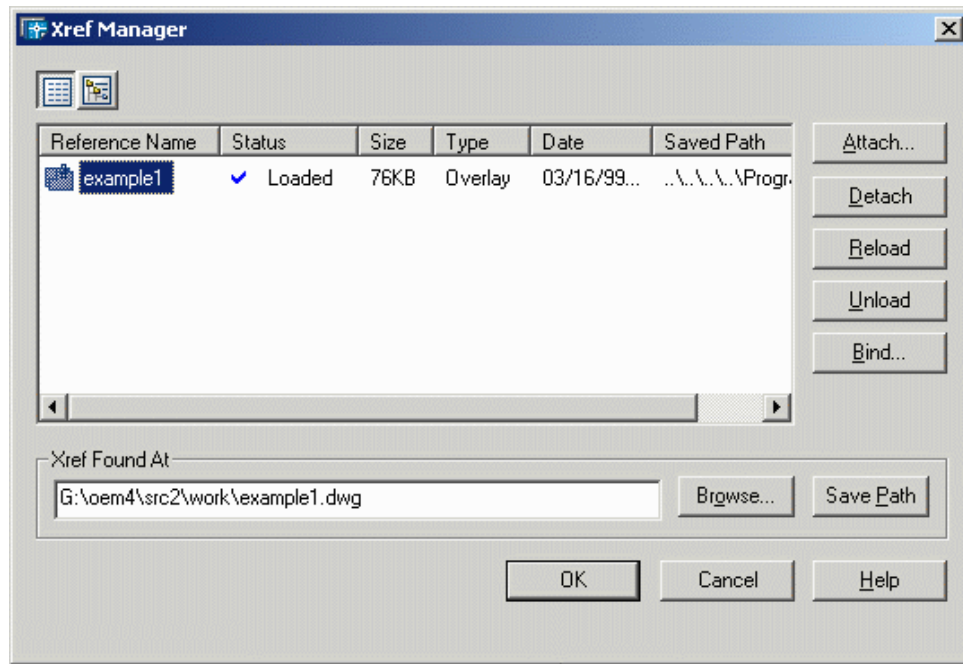 Xref Manager
Reference Name Status Size Type Date Saved Path
example1 Loaded 76KB Overlay 03/16/99... ..\..\..\..\Progr
Attach...
Detach
Reload
Unload
Bind...
Xref Found At
G:\oem4\src2\work\example1.dwg Browse... Save Path
OK Cancel Help